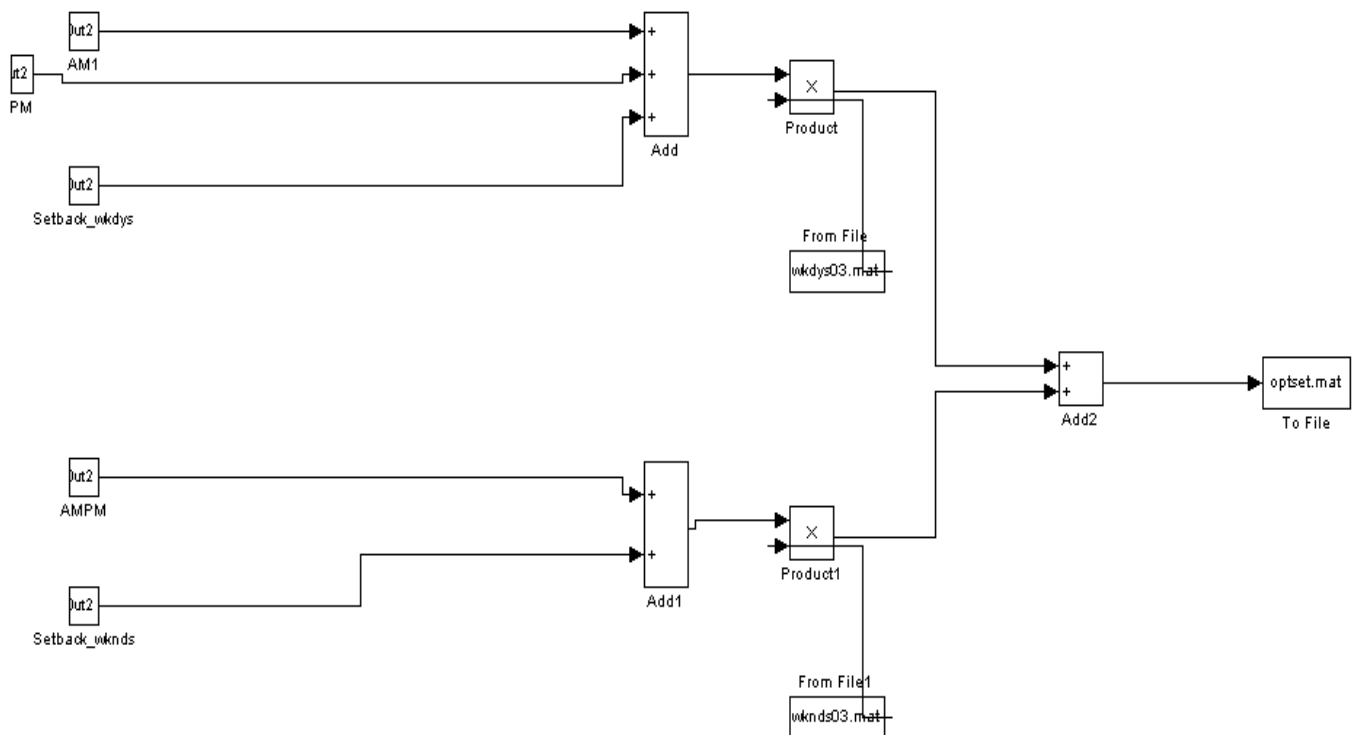 Out2
AM1
ut2
PM
Out2
Setback_wkdys
+
+
+
Add
×
Product
From File
wkdys03.mat
+
+
Add2
optset.mat
To File
Out2
AMPM
Out2
Setback_wknds
+
+
Add1
×
Product1
From File1
wknds03.mat